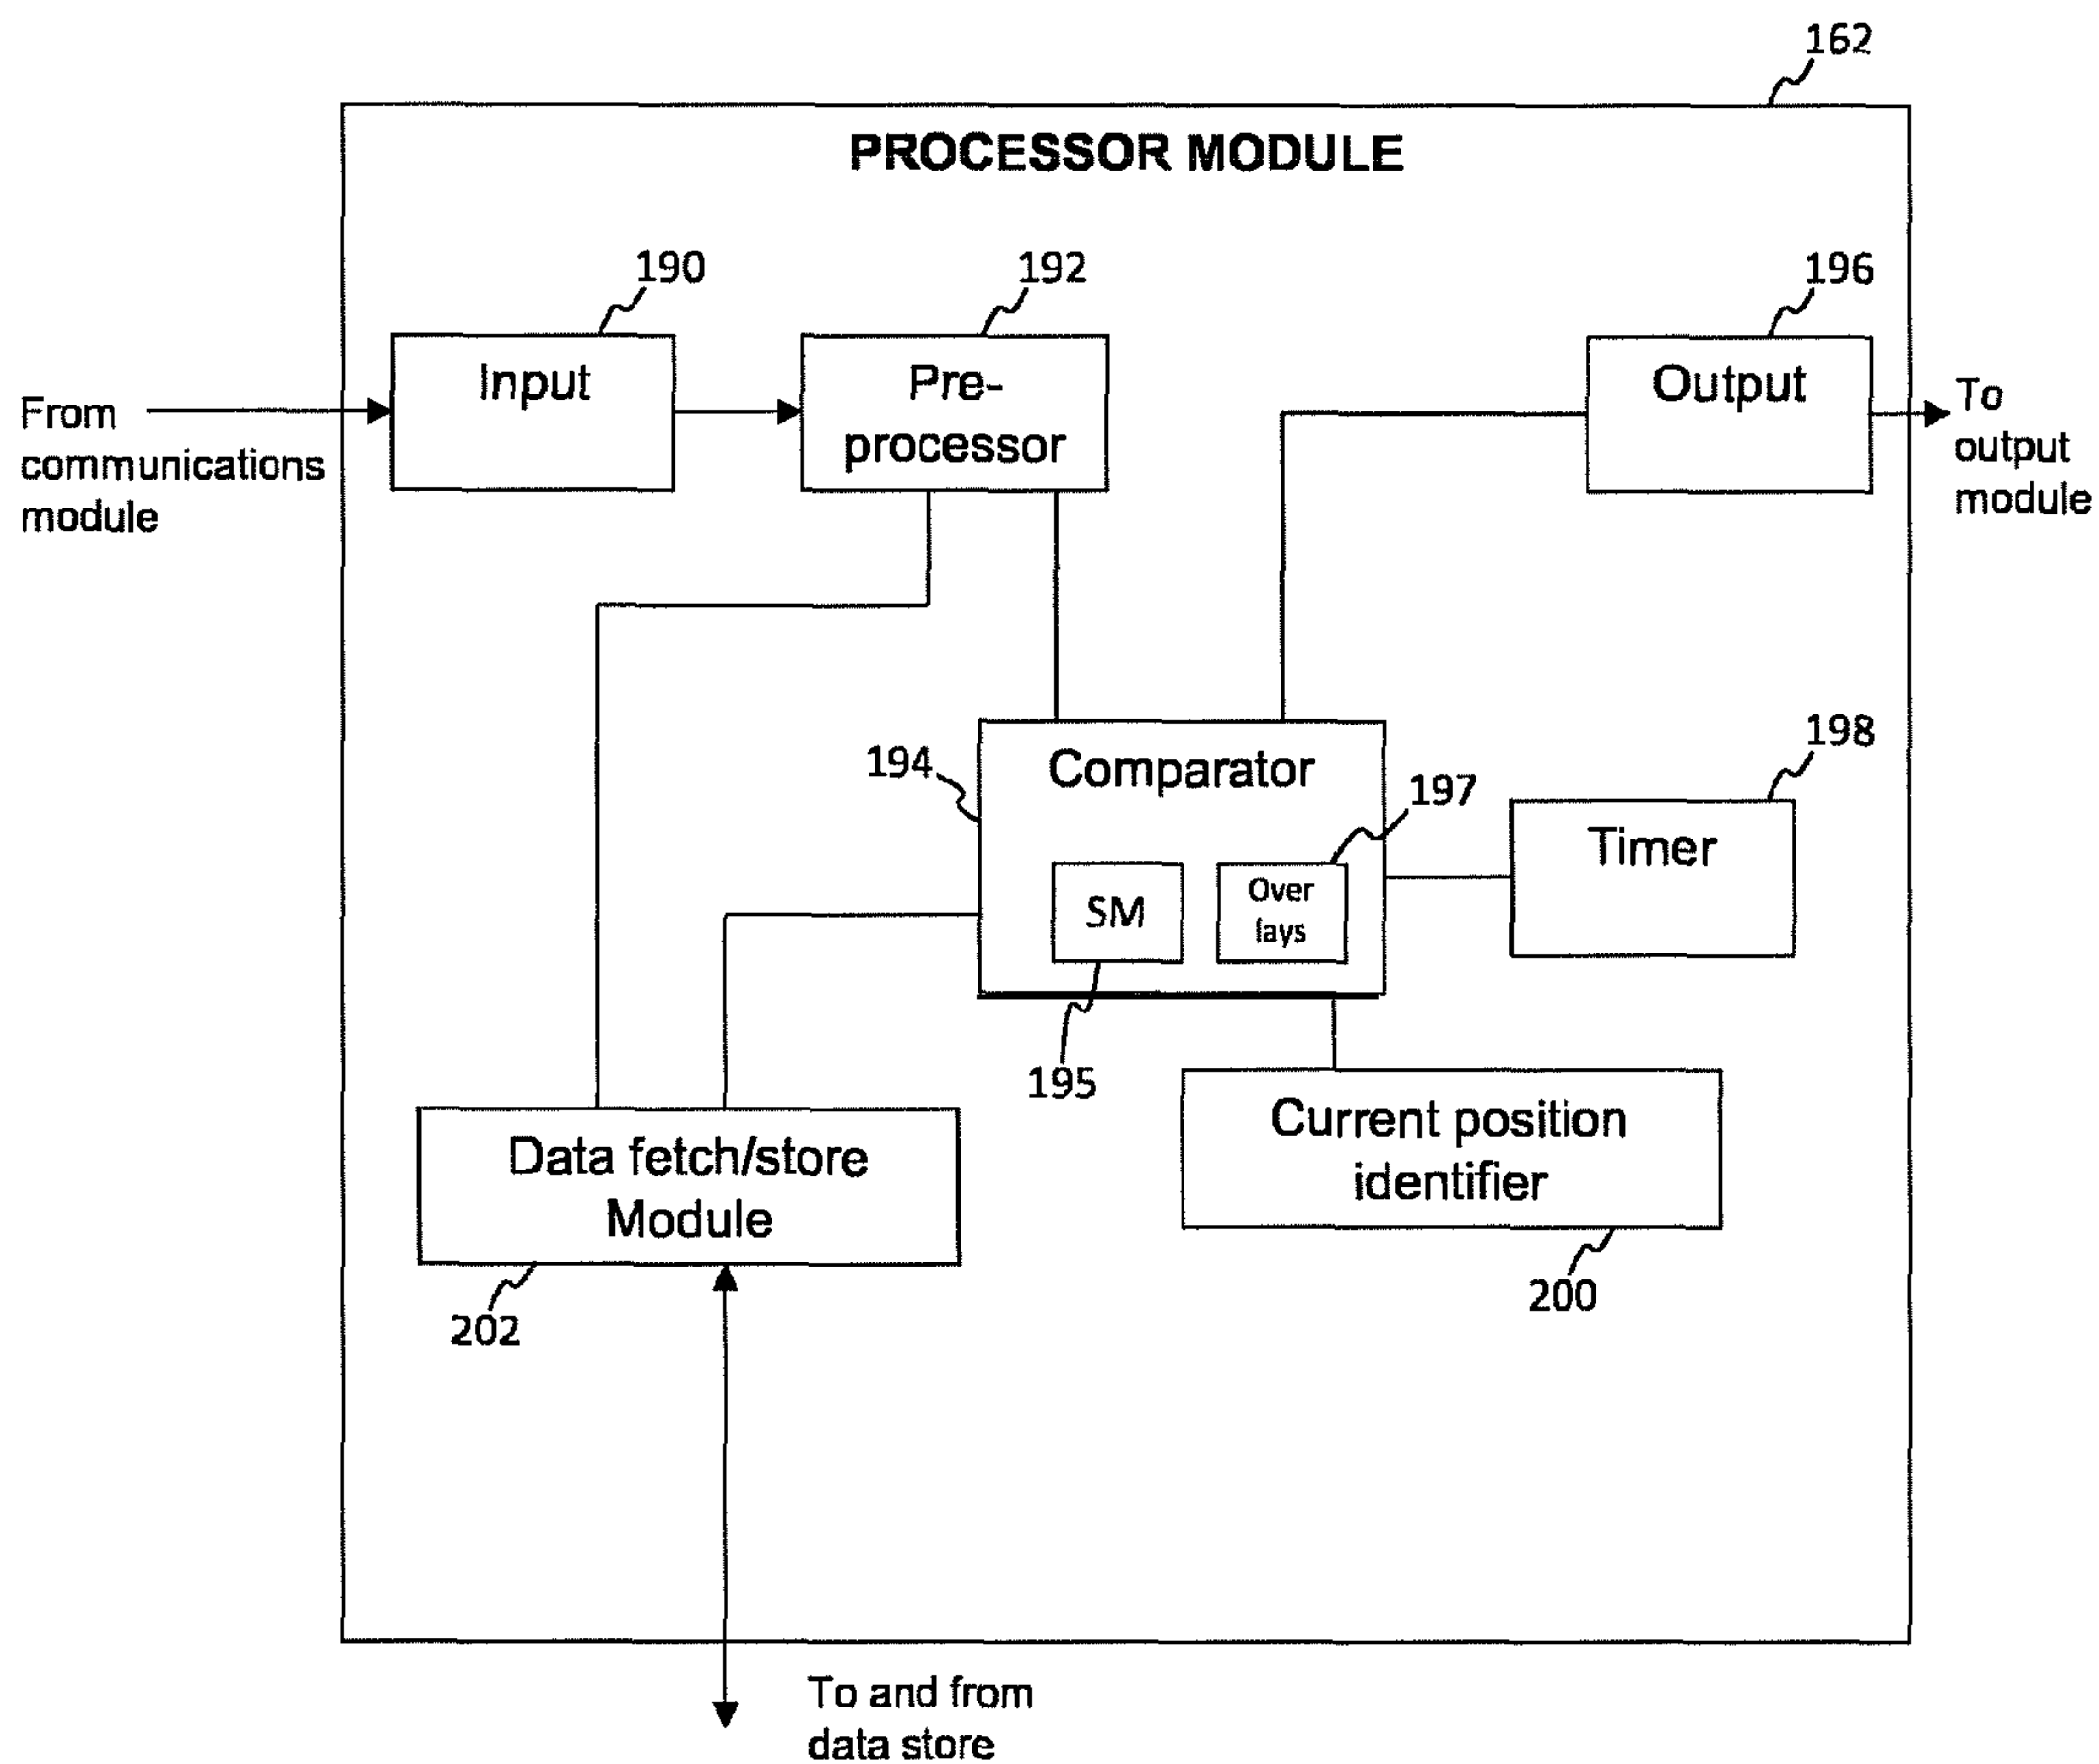 162
PROCESSOR MODULE
190
192
196
Input
Pre-
processor
Output
From
communications
module
To
output
module
194
Comparator
197
198
Timer
SM
Over
lays
195
Data fetch/store
Module
Current position
identifier
202
200
To and from
data store